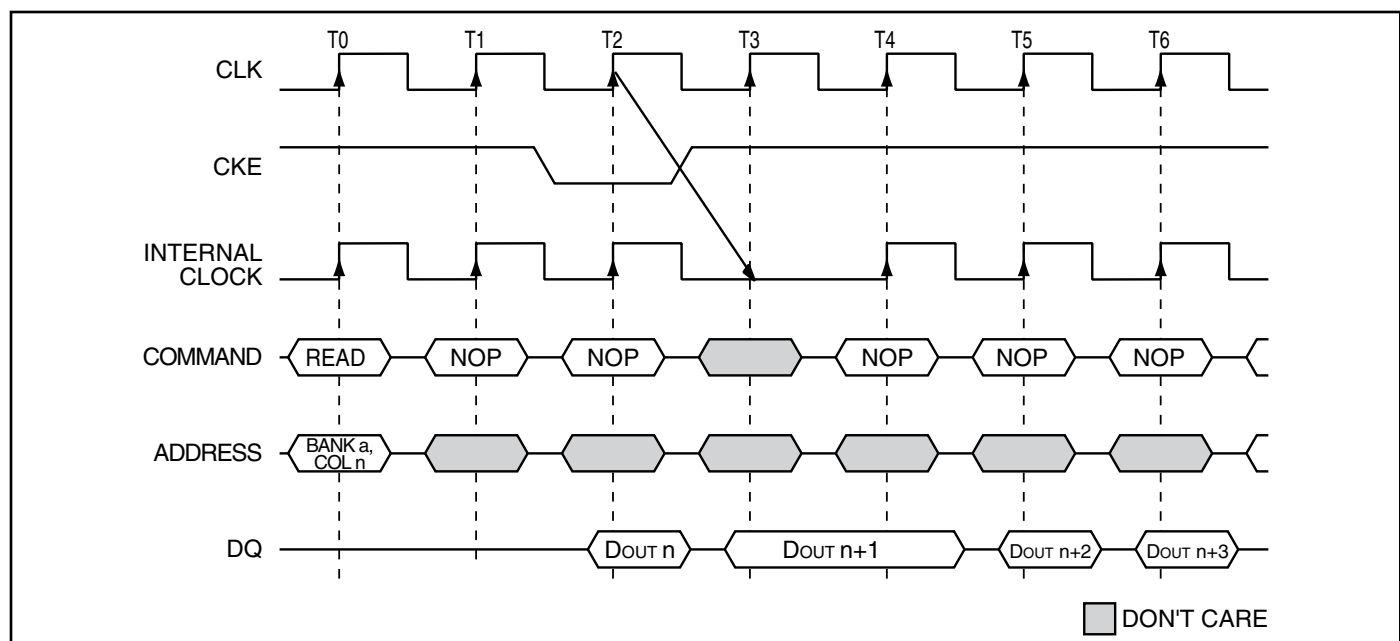 T0 T1 T2 T3 T4 T5 T6
CLK
CKE
INTERNAL
CLOCK
COMMAND READ NOP NOP NOP NOP NOP
ADDRESS BANK a,
COL n
DQ DOUT n DOUT n+1 DOUT n+2 DOUT n+3
DON'T CARE